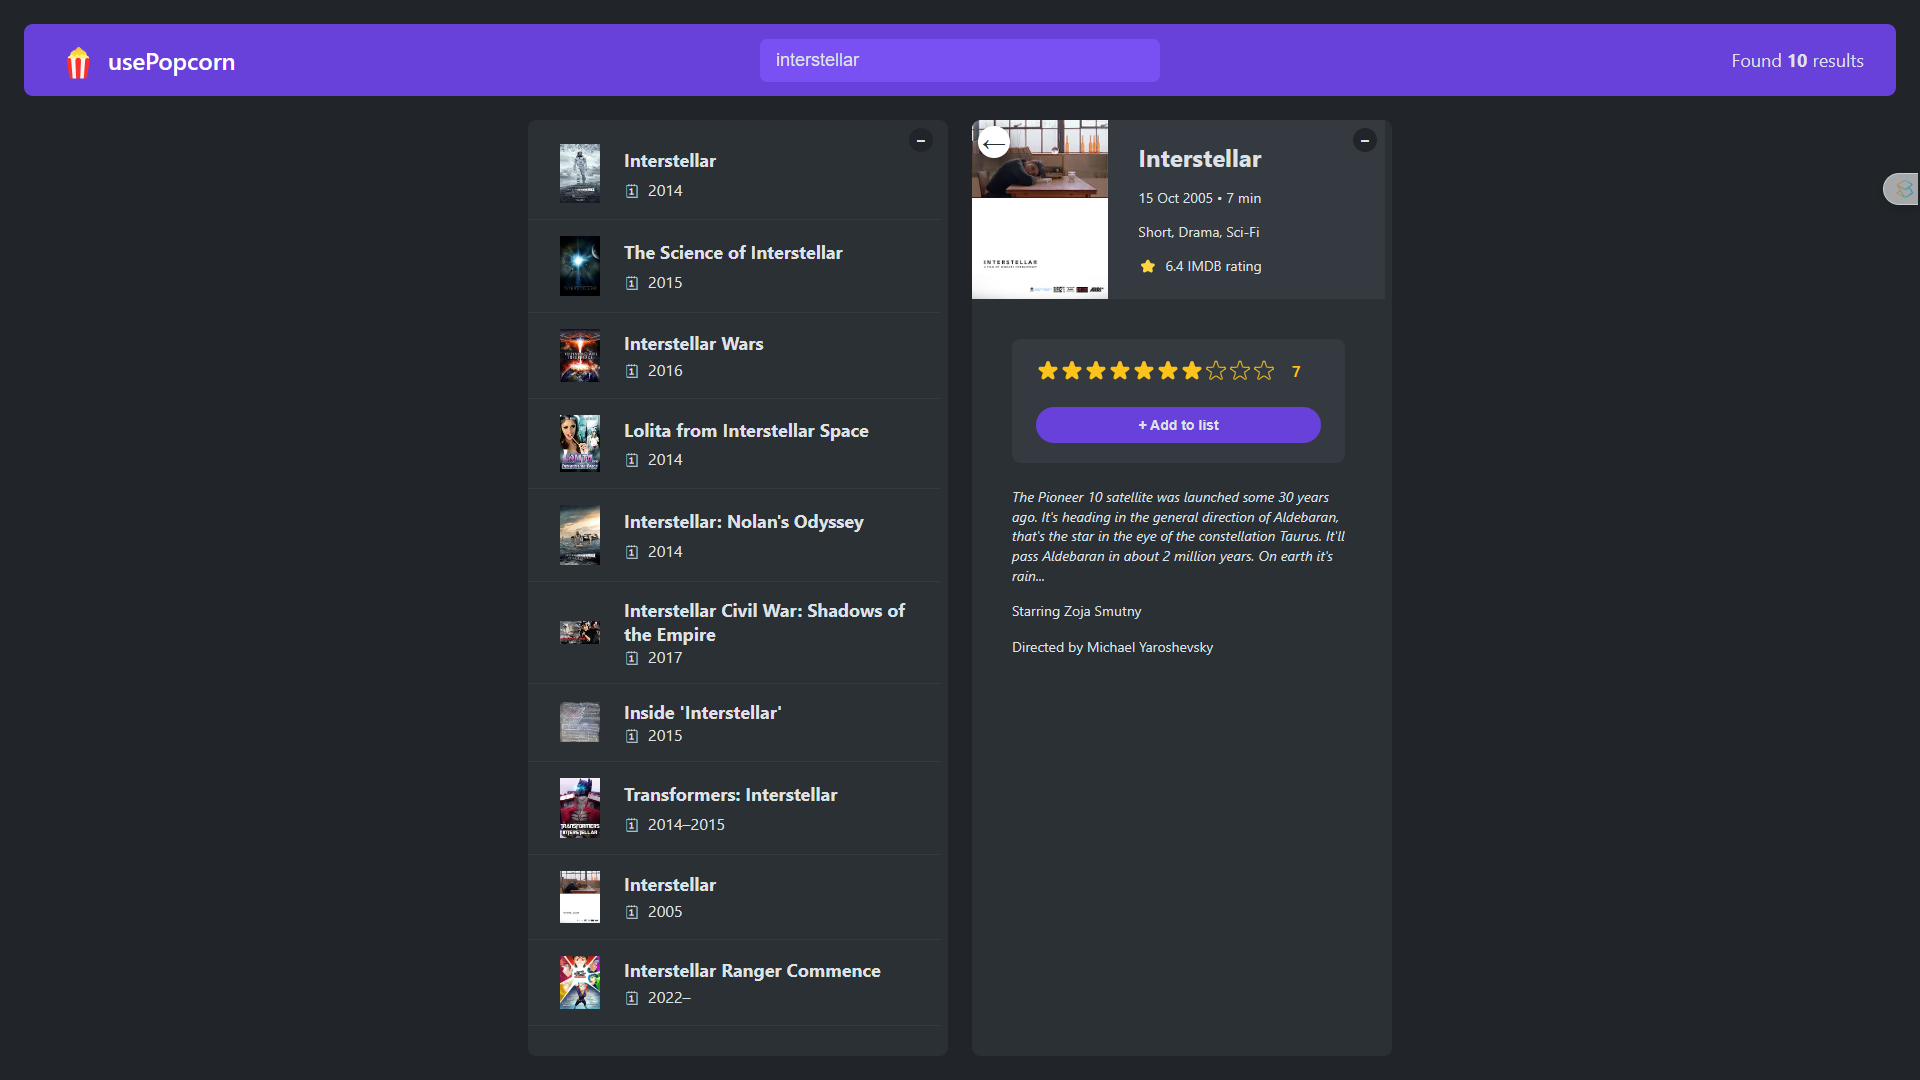 usePopcorn
interstellar
Found 10 results
Interstellar
2014
The Science of Interstellar
2015
Interstellar Wars
2016
Lolita from Interstellar Space
2014
Interstellar: Nolan's Odyssey
2014
Interstellar Civil War: Shadows of
the Empire
2017
Inside 'Interstellar'
2015
Transformers: Interstellar
2014–2015
TRANSFORMERS
INTERSTELLAR
Interstellar
2005
Interstellar Ranger Commence
2022–
INTERSTELLAR
Interstellar
15 Oct 2005 • 7 min
Short, Drama, Sci-Fi
6.4 IMDB rating
7
+ Add to list
The Pioneer 10 satellite was launched some 30 years
ago. It's heading in the general direction of Aldebaran,
that's the star in the eye of the constellation Taurus. It'll
pass Aldebaran in about 2 million years. On earth it's
rain...
Starring Zoja Smutny
Directed by Michael Yaroshevsky